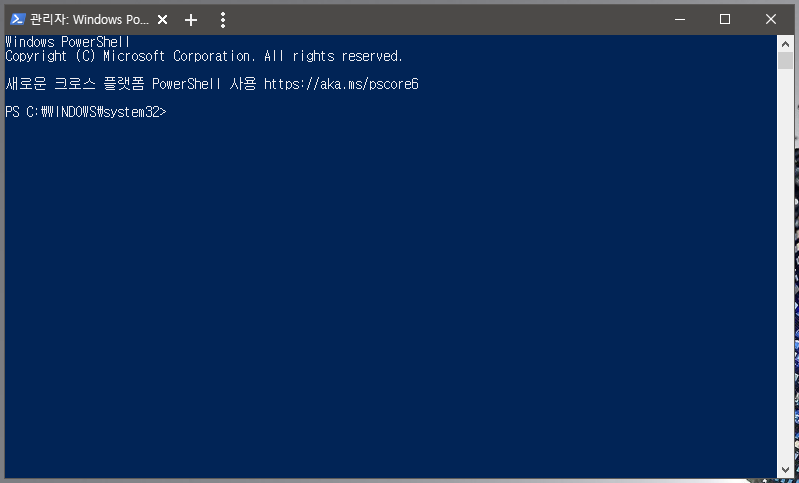 관리자: Windows Po...
Windows PowerShell
Copyright (C) Microsoft Corporation. All rights reserved.
새로운 크로스 플랫폼 PowerShell 사용 https://aka.ms/pscore6
PS C:₩WINDOWS₩system32>